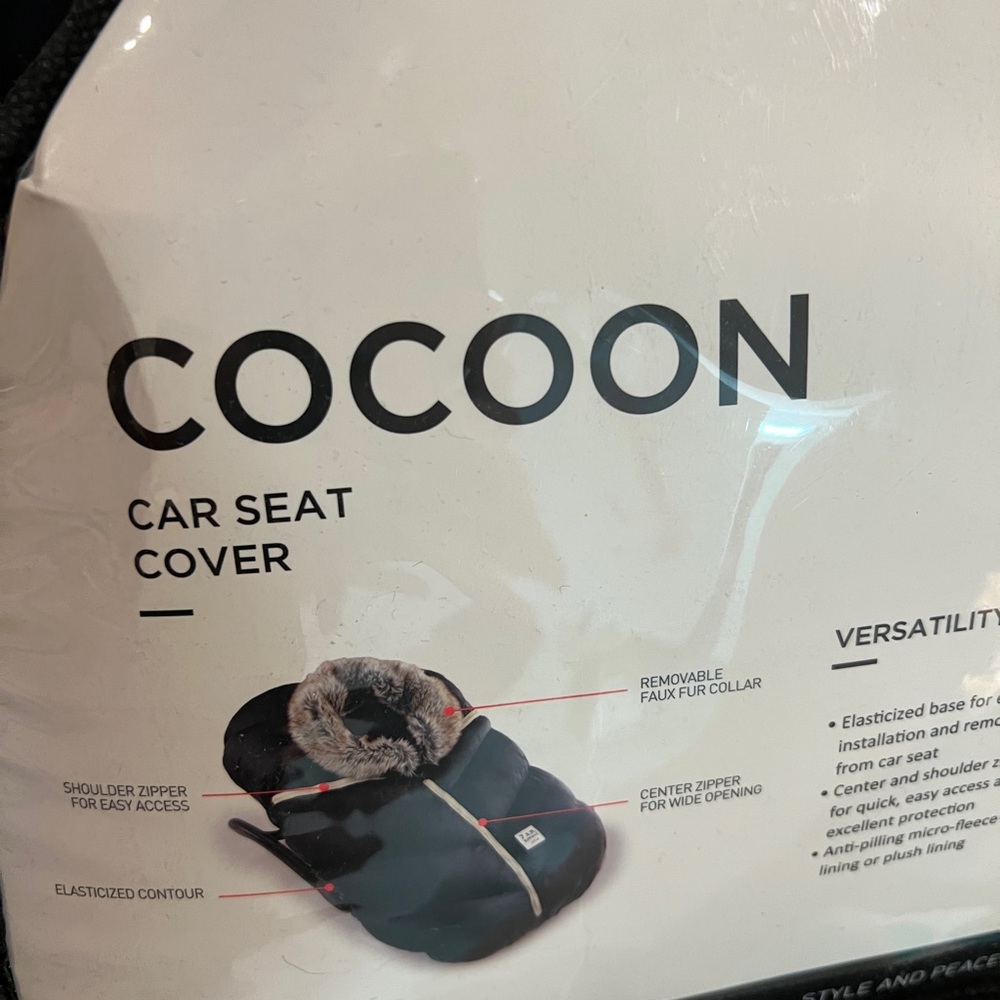 COCOON
CAR SEAT
COVER
REMOVABLE
FAUX FUR COLLAR
SHOULDER ZIPPER
FOR EASY ACCESS
CENTER ZIPPER
FOR WIDE OPENING
ELASTICIZED CONTOUR
7 A.M.
VERSATILITY
• Elasticized base for
installation and
from car seat
• Center and shoulder
for quick, easy access
excellent protection
• Anti-pilling micro-fleece
lining or plush lining
STYLE AND PEACE